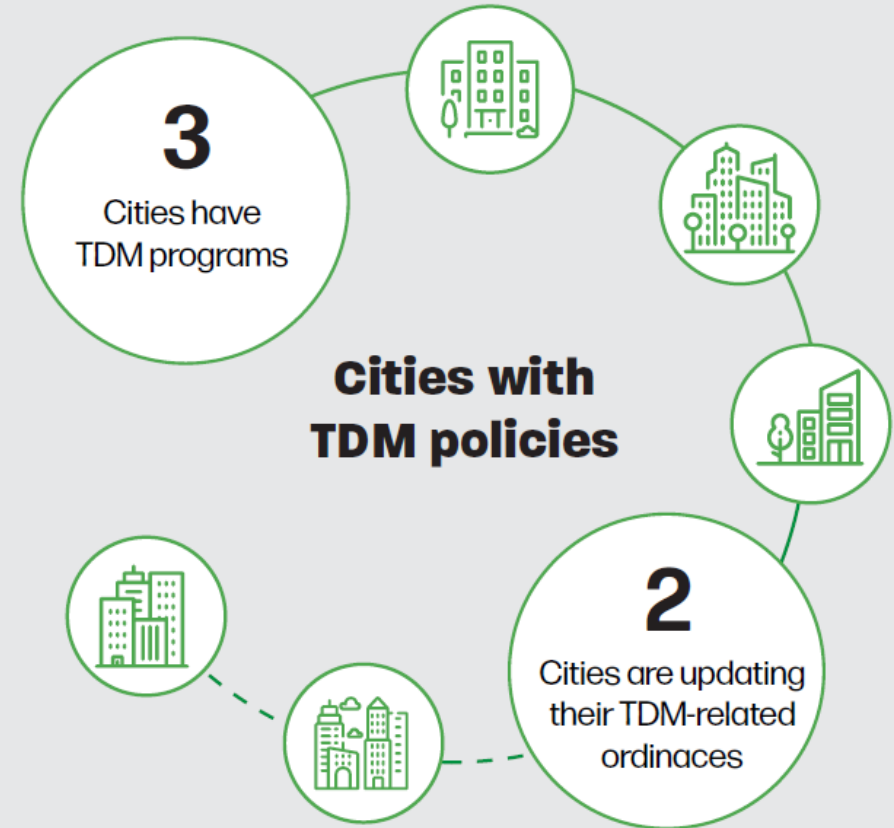 3
Cities have
TDM programs
Cities with
TDM policies
2
Cities are updating
their TDM-related
ordinaces